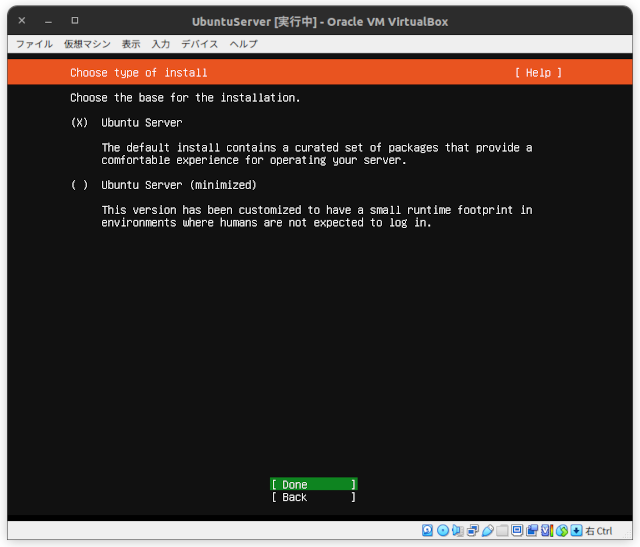 UbuntuServer [実行中] - Oracle VM VirtualBox
ファイル 仮想マシン 表示 入力 デバイス ヘルプ
Choose type of install [ Help ]
Choose the base for the installation.
(X) Ubuntu Server
The default install contains a curated set of packages that provide a
comfortable experience for operating your server.
( ) Ubuntu Server (minimized)
This version has been customized to have a small runtime footprint in
environments where humans are not expected to log in.
[ Done ]
[ Back ]
右 Ctrl